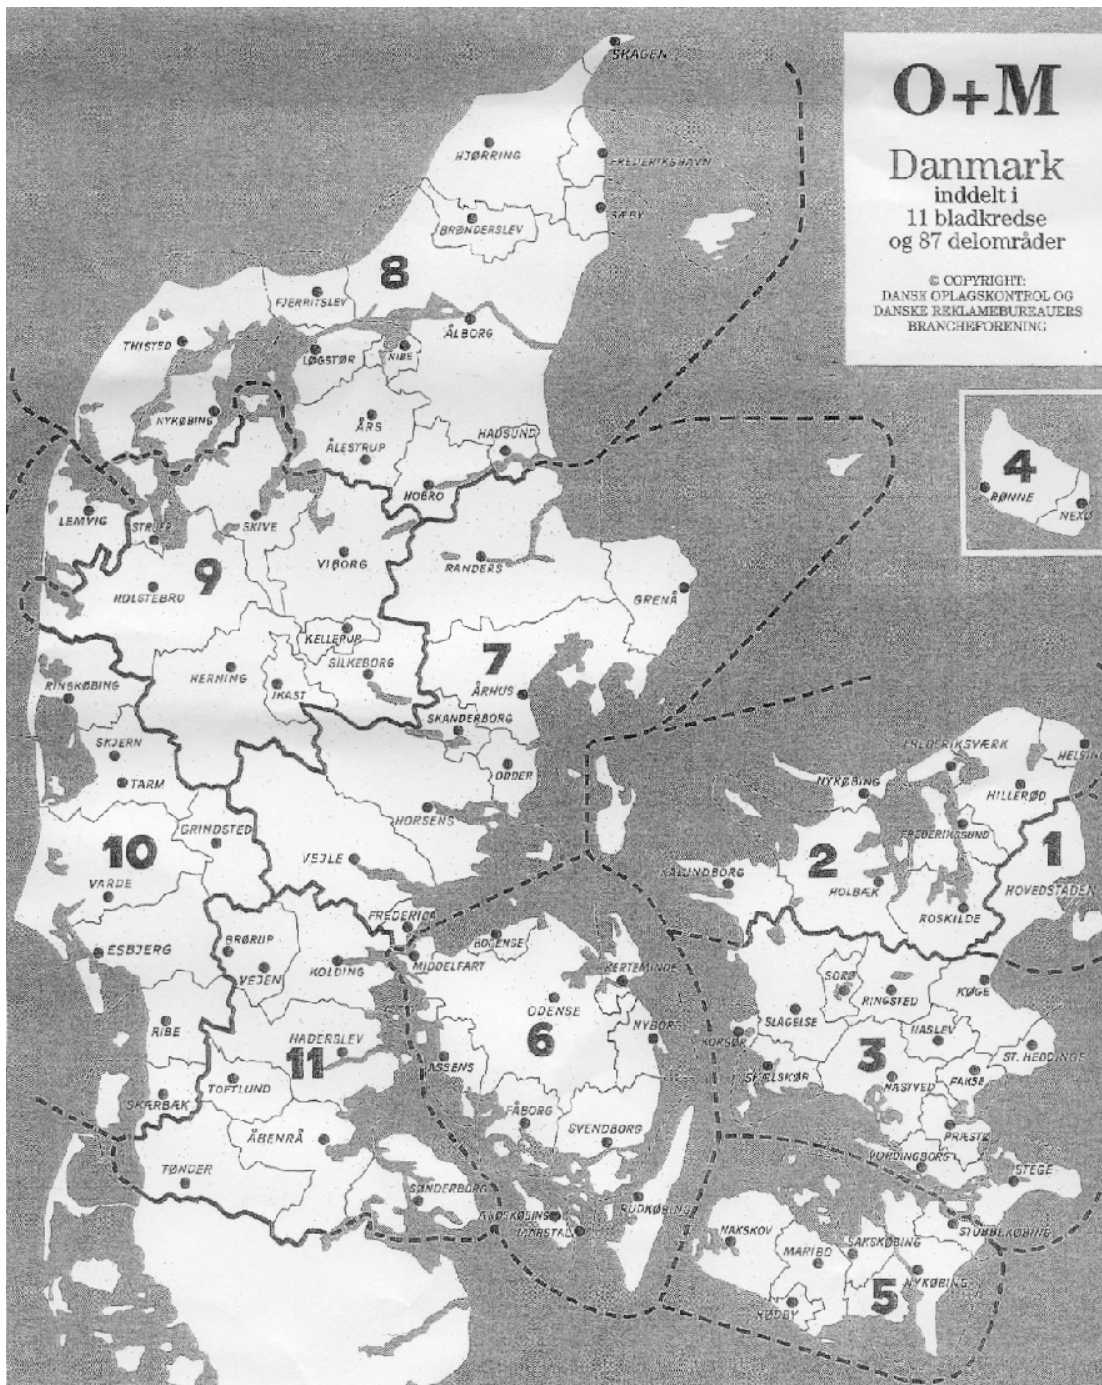 SKAGEN
O+M
Danmark
inddelt i
11 bladkredse
og 87 delområder
© COPYRIGHT:
DANSK OPLAGSKONTROL OG
DANSKE REKLAMEBUREAUERS
BRANCHEFORENING
HJØRRING
FREDERIKSHAVN
SÆBY
BRØNDERSLEV
8
FJERRITSLEV
ÅLBORG
THISTED
LØGSTØR
NIBE
NYKØBING
ÅRS
ÅLESTRUP
HADSUND
HOBRO
4
RØNNE
NEXØ
LEMVIG
STRUER
SKIVE
VIBORG
RANDERS
9
HOLSTEBRO
GRENÅ
KELLERUP
7
SILKEBORG
HERNING
IKAST
ÅRHUS
RINGKØBING
SKANDERBORG
SKJERN
ODDER
TARM
HORSENS
FREDERIKSVÆRK
HELSING
NYKØBING
HILLERØD
GRINDSTED
FREDERIKSSUND
10
VEJLE
2
1
KALUNDBORG
HOLBÆK
HOVEDSTADEN
VARDE
ROSKILDE
FREDERICI
BOGENSE
ESBJERG
BRØRUP
VEJEN
KOLDING
MIDDELFART
KERTEMINDE
SORØ
RINGSTED
KØGE
ODENSE
SLAGELSE
RIBE
NYBORG
KORSØR
HASLEV
HADERSLEV
6
3
ST. HEDDINGE
11
ASSENS
SKÆLSKØR
NÆSTVED
FAKSE
TOFTLUND
SKÆRBÆK
FÅBORG
SVENDBORG
PRÆSTØ
ÅBENRÅ
VORDINGBORG
STEGE
TØNDER
SØNDERBORG
RUDKØBING
ÆRØSKØBING
MARSTAL
NAKSKOV
STUBBEKØBING
MARIBO
SAKSKØBING
NYKØBING
5
RØDBY